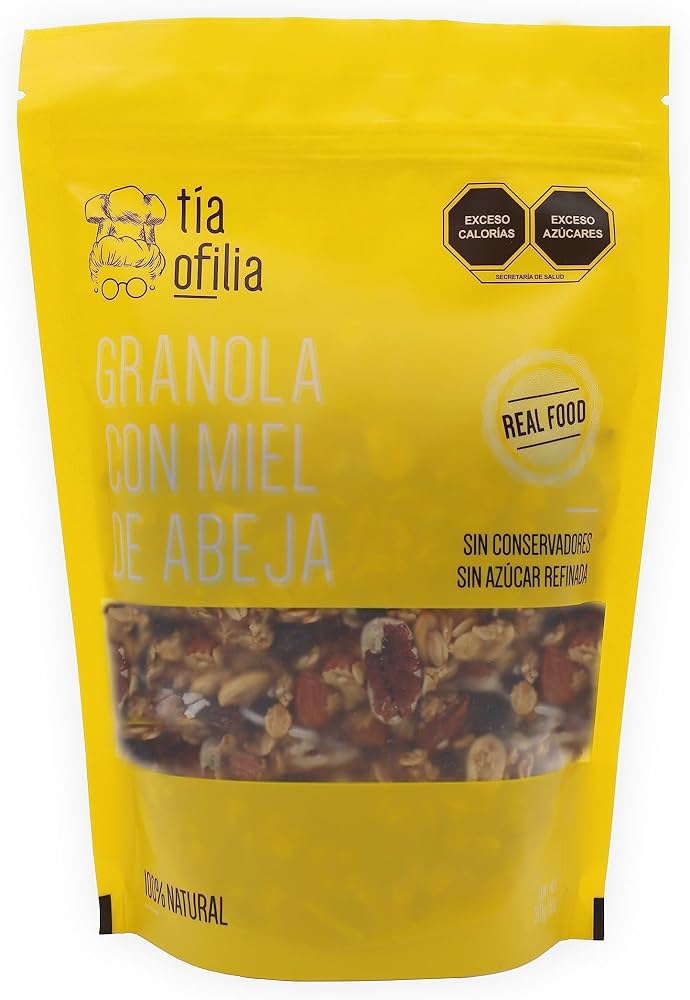 tía
ofilia
EXCESO
CALORÍAS
EXCESO
AZÚCARES
SECRETARÍA DE SALUD
GRANOLA
CON MIEL
DE ABEJA
REAL FOOD
SIN CONSERVADORES
SIN AZÚCAR REFINADA
100% NATURAL